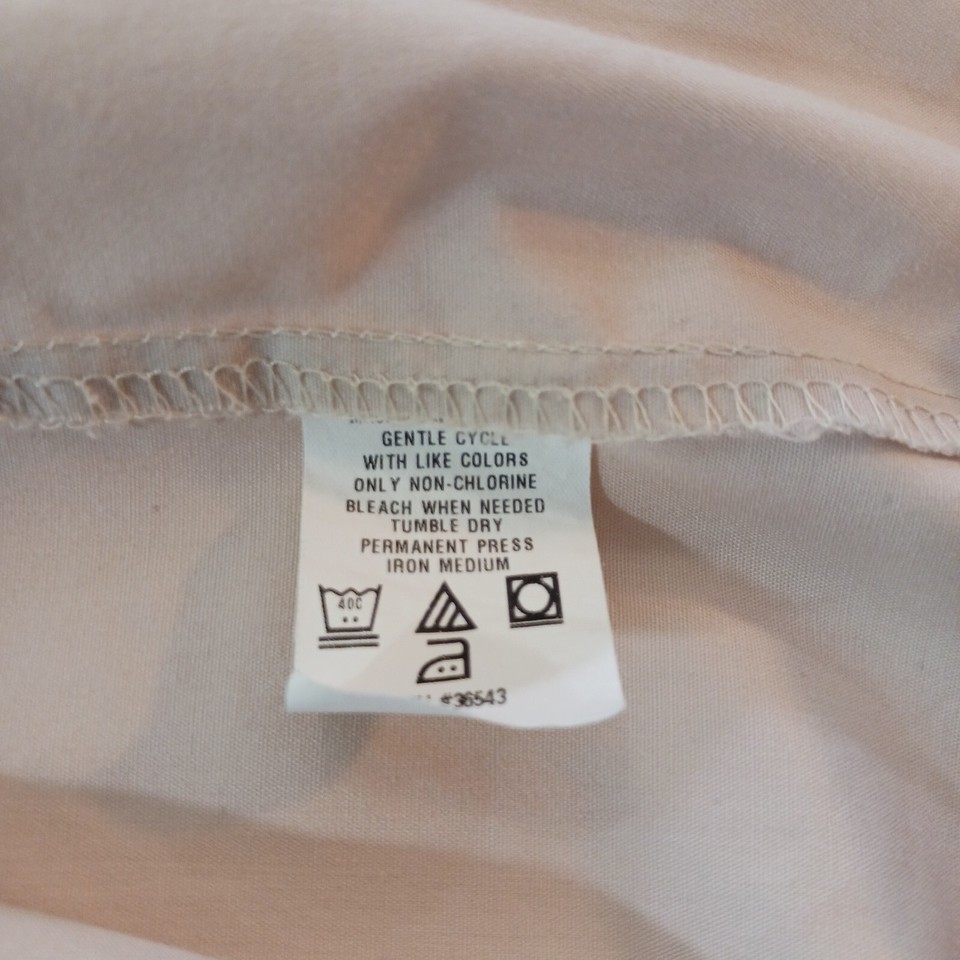 GENTLE CYCLE
WITH LIKE COLORS
ONLY NON-CHLORINE
BLEACH WHEN NEEDED
TUMBLE DRY
PERMANENT PRESS
IRON MEDIUM
40C
#36543